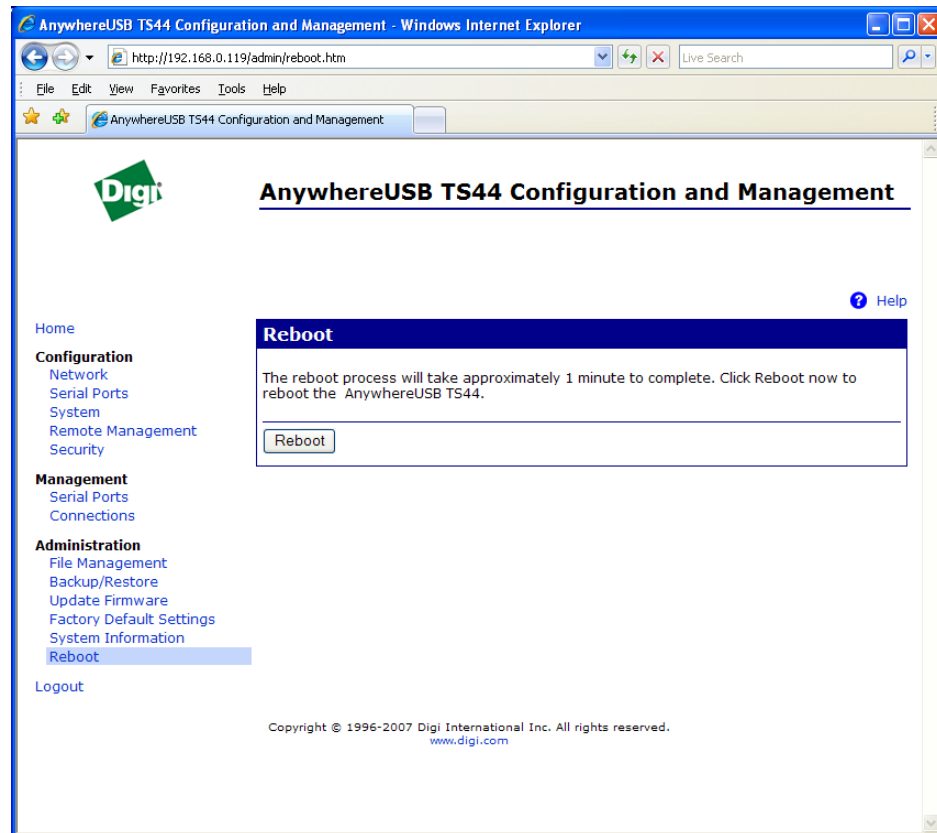 AnywhereUSB TS44 Configuration and Management - Windows Internet Explorer
http://192.168.0.119/admin/reboot.htm
Live Search
File Edit View Favorites Tools Help
AnywhereUSB TS44 Configuration and Management
Digi
AnywhereUSB TS44 Configuration and Management
? Help
Home
Configuration
Network
Serial Ports
System
Remote Management
Security
Management
Serial Ports
Connections
Administration
File Management
Backup/Restore
Update Firmware
Factory Default Settings
System Information
Reboot
Logout
Reboot
The reboot process will take approximately 1 minute to complete. Click Reboot now to
reboot the AnywhereUSB TS44.
Reboot
Copyright © 1996-2007 Digi International Inc. All rights reserved.
www.digi.com